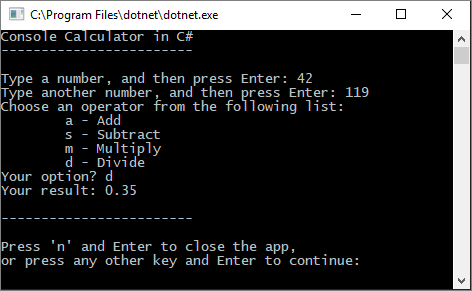 C:\Program Files\dotnet\dotnet.exe
Console Calculator in C#
------------------------
Type a number, and then press Enter: 42
Type another number, and then press Enter: 119
Choose an operator from the following list:
a - Add
s - Subtract
m - Multiply
d - Divide
Your option? d
Your result: 0.35
------------------------
Press 'n' and Enter to close the app,
or press any other key and Enter to continue: